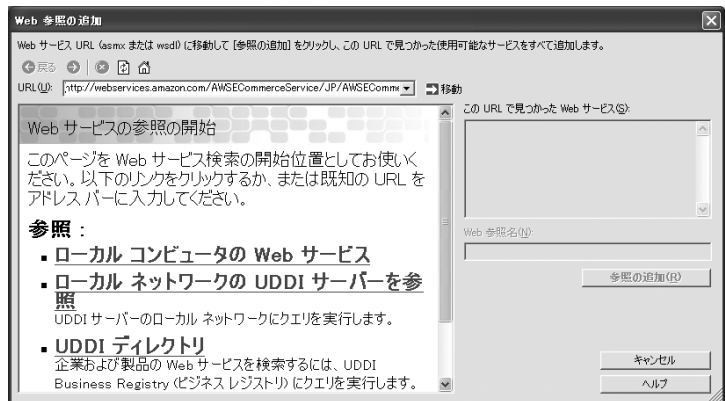 Web 参照の追加
Web サービス URL (asmx または wsdl) に移動して [参照の追加] をクリックし、この URL で見つかった使用可能なサービスをすべて追加します。
戻る
URL(U): http://webservices.amazon.com/AWSECommerceService/JP/AWSEComme 移動
この URL で見つかった Web サービス(S):
Web サービスの参照の開始
このページを Web サービス検索の開始位置としてお使いく
ださい。以下のリンクをクリックするか、または既知の URL を
アドレス バーに入力してください。
参照 :
ローカル コンピュータの Web サービス
ローカル ネットワークの UDDI サーバーを参
照
UDDI サーバーのローカル ネットワークにクエリを実行します。
UDDI ディレクトリ
企業および製品の Web サービスを検索するには、UDDI
Business Registry (ビジネス レジストリ) にクエリを実行します。
Web 参照名(N):
参照の追加(R)
キャンセル
ヘルプ